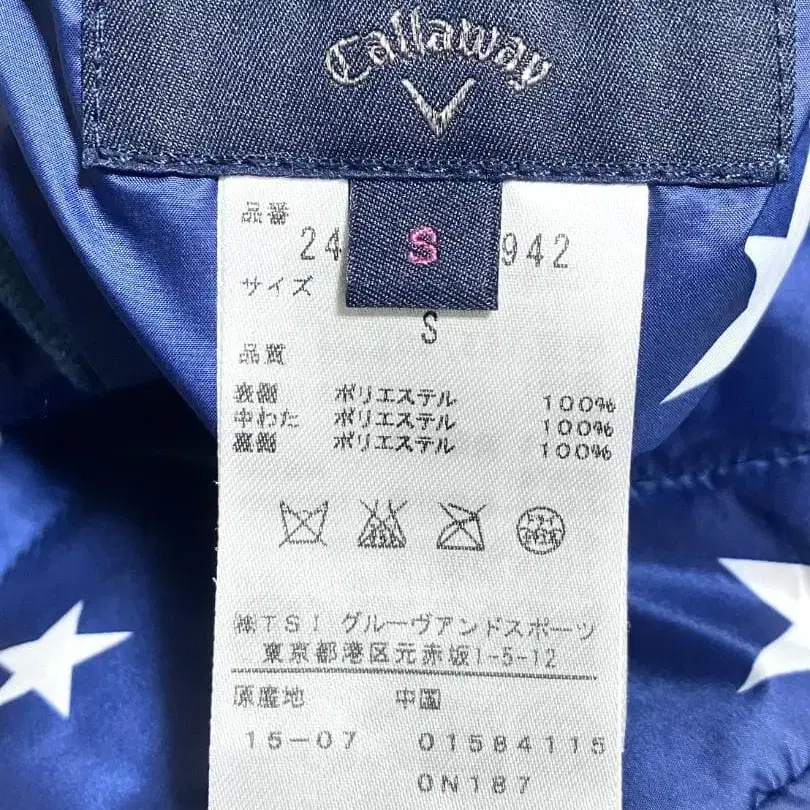 Callaway
品番
24 S 942
サイズ
S
品質
表側 ポリエステル 100%
中わた ポリエステル 100%
裏側 ポリエステル 100%
㈱TSI グルーヴアンドスポーツ
東京都港区元赤坂1-5-12
原産地 中国
15-07 01584115
0N187